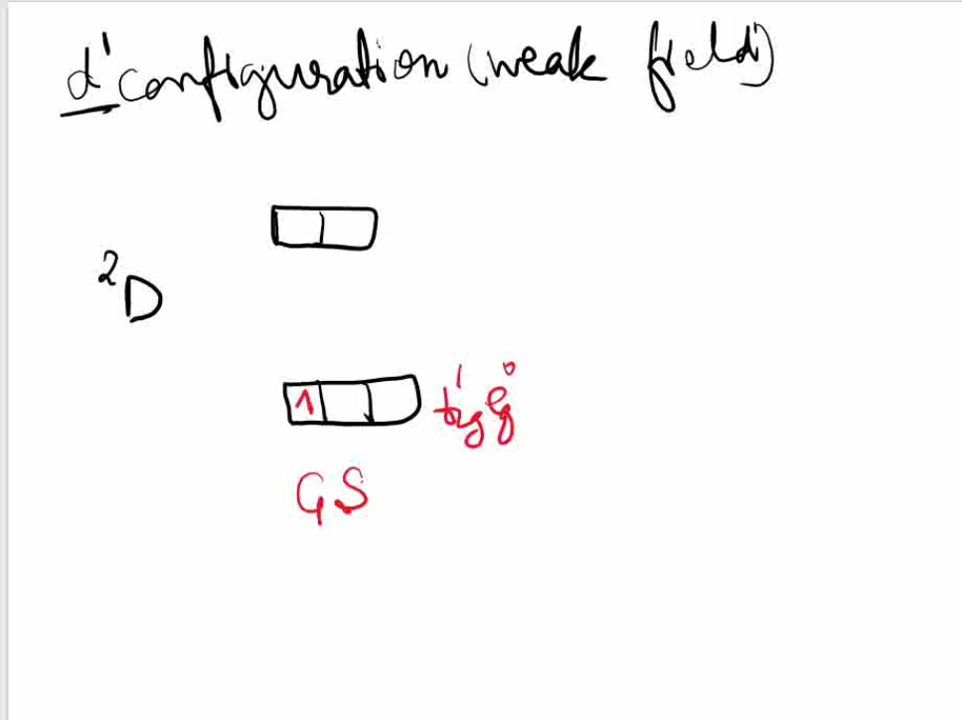 d¹ configuration (weak field)
²D
1
t₂g¹ eg⁰
GS